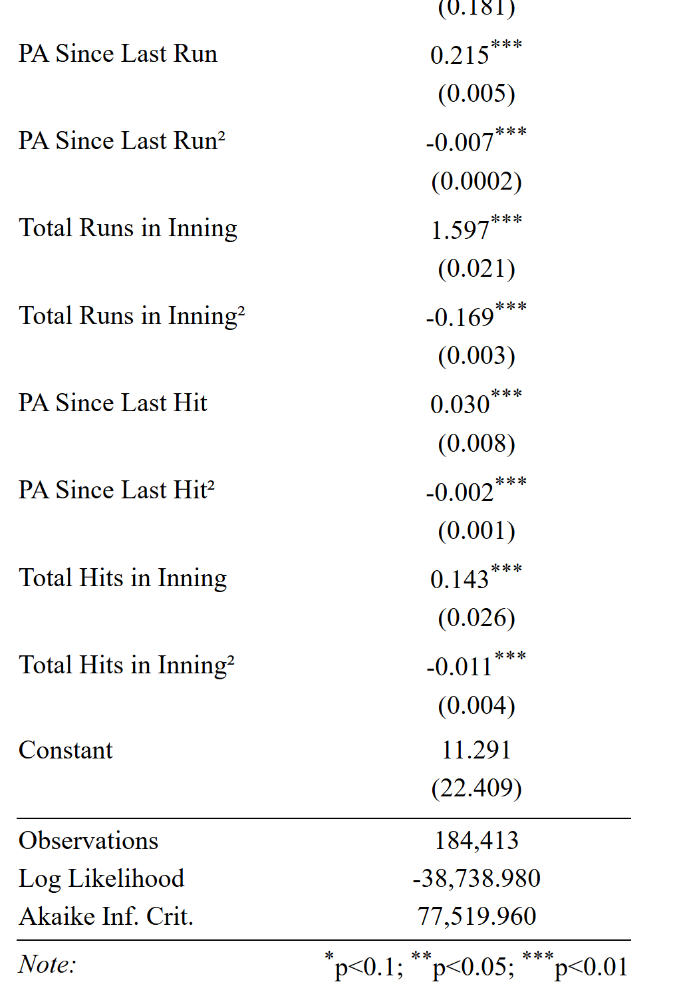 (0.181)
PA Since Last Run 0.215***
(0.005)
PA Since Last Run² -0.007***
(0.0002)
Total Runs in Inning 1.597***
(0.021)
Total Runs in Inning² -0.169***
(0.003)
PA Since Last Hit 0.030***
(0.008)
PA Since Last Hit² -0.002***
(0.001)
Total Hits in Inning 0.143***
(0.026)
Total Hits in Inning² -0.011***
(0.004)
Constant 11.291
(22.409)
Observations 184,413
Log Likelihood -38,738.980
Akaike Inf. Crit. 77,519.960
Note: *p<0.1; **p<0.05; ***p<0.01